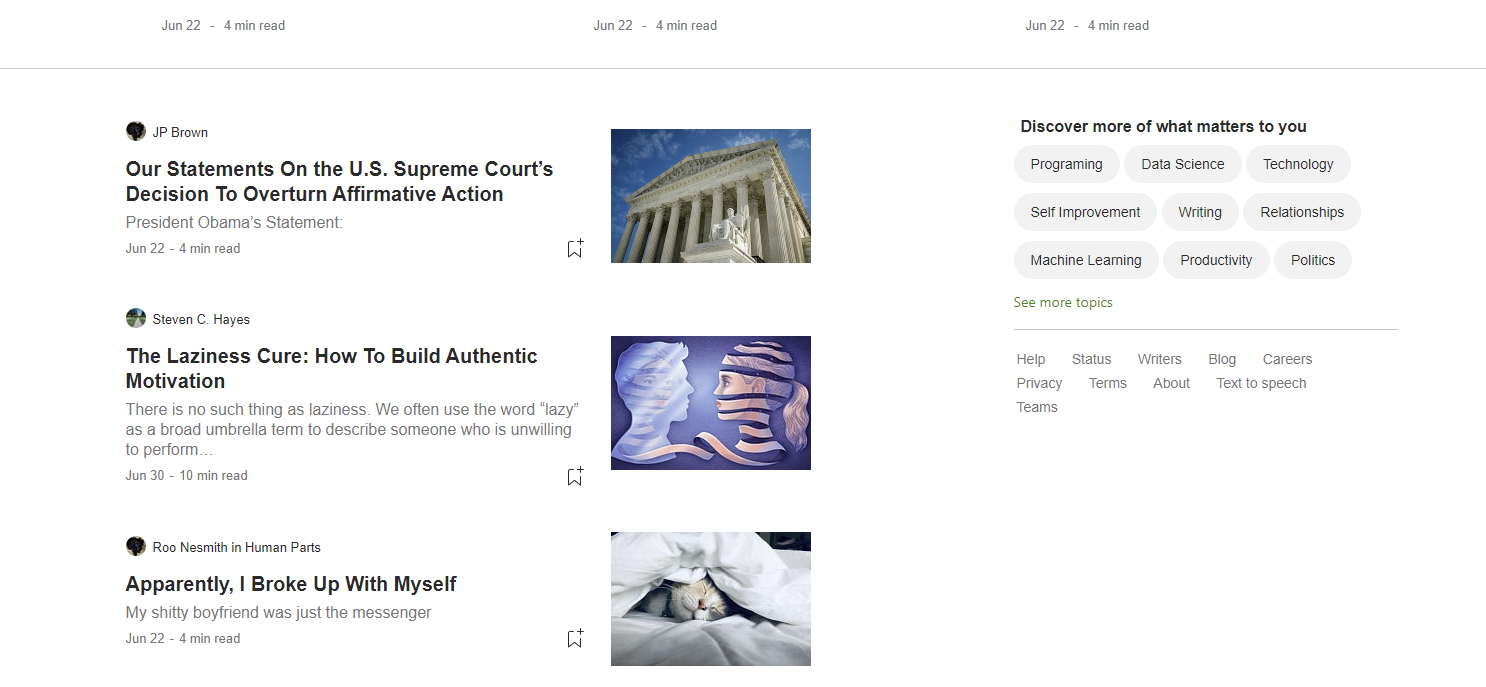 Jun 22 - 4 min read
Jun 22 - 4 min read
Jun 22 - 4 min read
JP Brown
Our Statements On the U.S. Supreme Court’s
Decision To Overturn Affirmative Action
President Obama’s Statement:
Jun 22 - 4 min read
Steven C. Hayes
The Laziness Cure: How To Build Authentic
Motivation
There is no such thing as laziness. We often use the word “lazy”
as a broad umbrella term to describe someone who is unwilling
to perform…
Jun 30 - 10 min read
Roo Nesmith in Human Parts
Apparently, I Broke Up With Myself
My shitty boyfriend was just the messenger
Jun 22 - 4 min read
Discover more of what matters to you
Programing Data Science Technology
Self Improvement Writing Relationships
Machine Learning Productivity Politics
See more topics
Help Status Writers Blog Careers
Privacy Terms About Text to speech
Teams